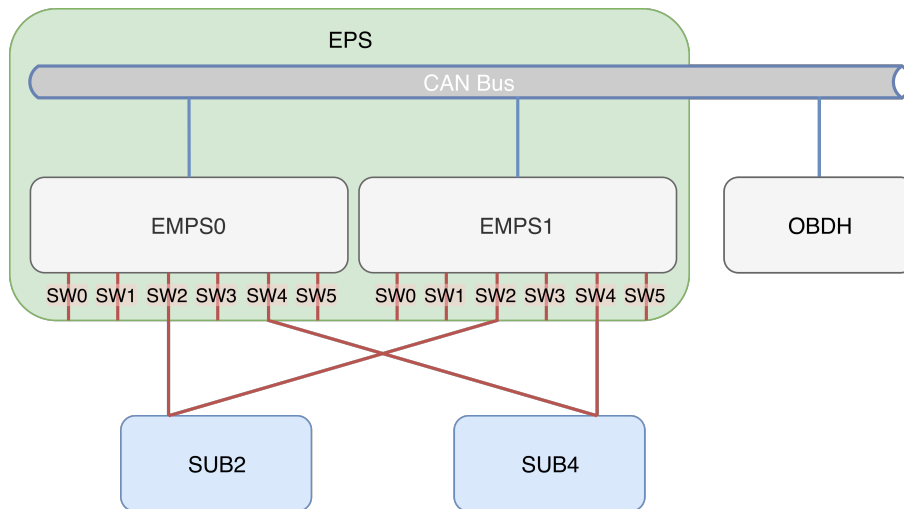 EPS
CAN Bus
EMPS0
EMPS1
OBDH
SW0 SW1 SW2 SW3 SW4 SW5
SW0 SW1 SW2 SW3 SW4 SW5
SUB2
SUB4